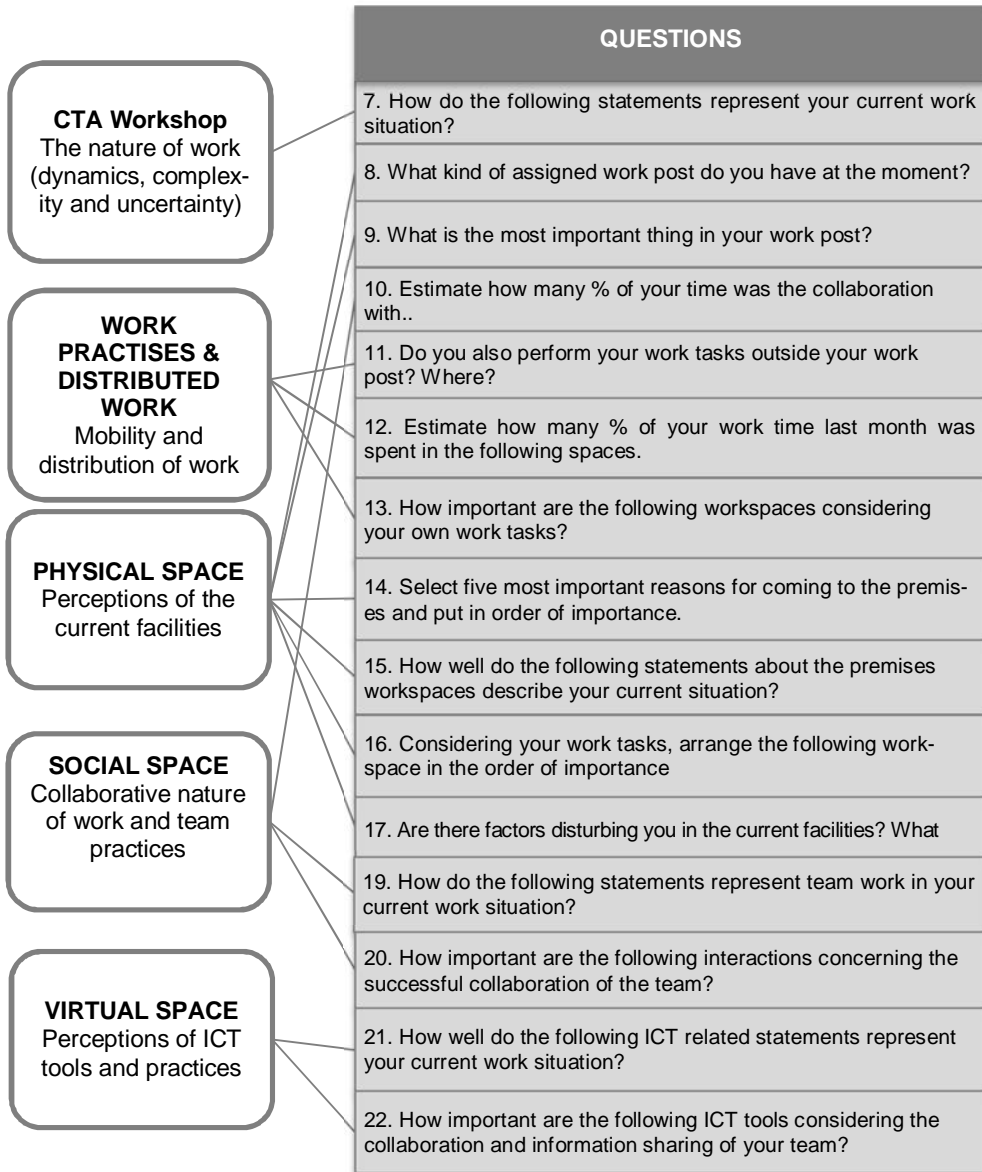 QUESTIONS
CTA Workshop
The nature of work
(dynamics, complex-
ity and uncertainty)
WORK
PRACTISES &
DISTRIBUTED
WORK
Mobility and
distribution of work
PHYSICAL SPACE
Perceptions of the
current facilities
SOCIAL SPACE
Collaborative nature
of work and team
practices
VIRTUAL SPACE
Perceptions of ICT
tools and practices
7. How do the following statements represent your current work
situation?
8. What kind of assigned work post do you have at the moment?
9. What is the most important thing in your work post?
10. Estimate how many % of your time was the collaboration
with..
11. Do you also perform your work tasks outside your work
post? Where?
12. Estimate how many % of your work time last month was
spent in the following spaces.
13. How important are the following workspaces considering
your own work tasks?
14. Select five most important reasons for coming to the premis-
es and put in order of importance.
15. How well do the following statements about the premises
workspaces describe your current situation?
16. Considering your work tasks, arrange the following work-
space in the order of importance
17. Are there factors disturbing you in the current facilities? What
19. How do the following statements represent team work in your
current work situation?
20. How important are the following interactions concerning the
successful collaboration of the team?
21. How well do the following ICT related statements represent
your current work situation?
22. How important are the following ICT tools considering the
collaboration and information sharing of your team?